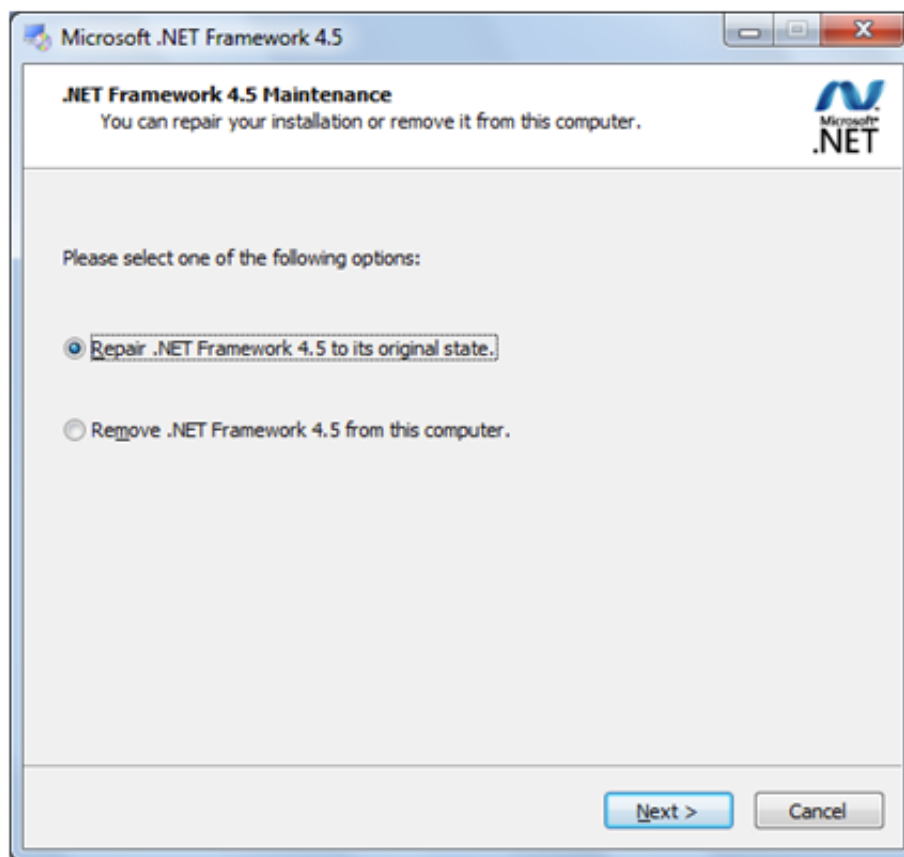 Microsoft .NET Framework 4.5
.NET Framework 4.5 Maintenance
You can repair your installation or remove it from this computer.
Microsoft®
.NET
Please select one of the following options:
Repair .NET Framework 4.5 to its original state.
Remove .NET Framework 4.5 from this computer.
Next >
Cancel